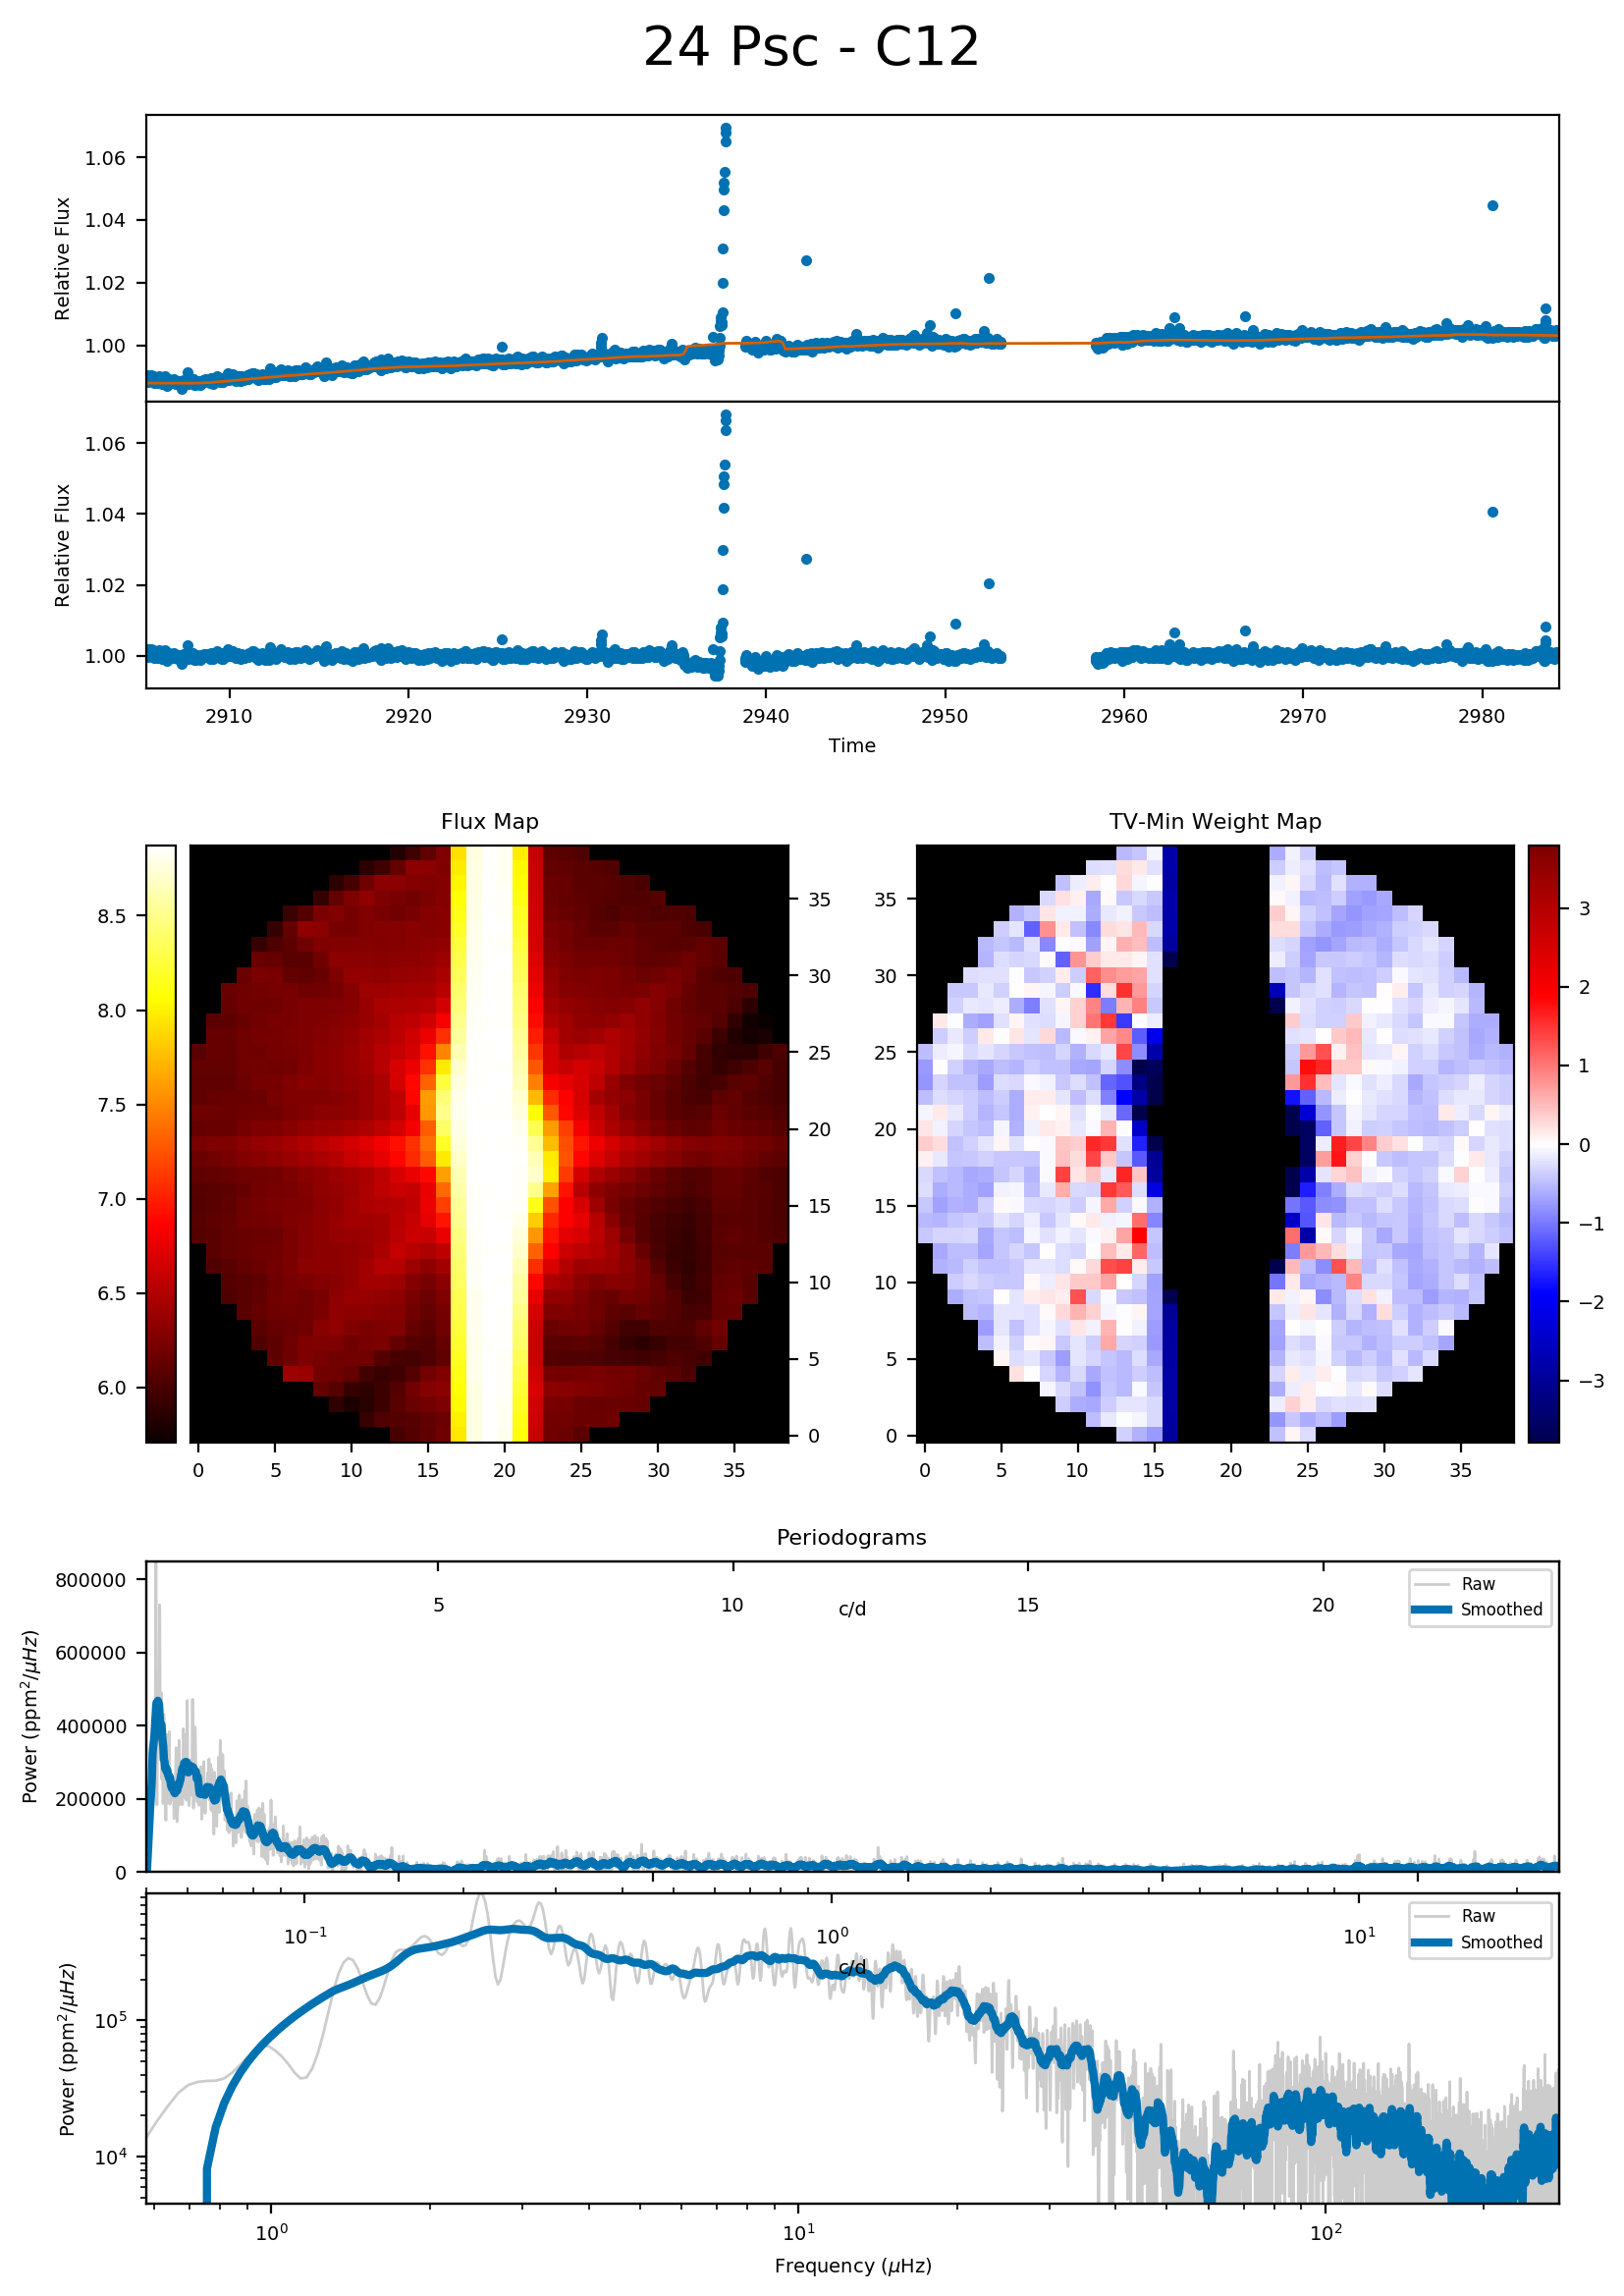 24 Psc - C12
Relative Flux
1.06
1.04
1.02
1.00
Relative Flux
1.06
1.04
1.02
1.00
2910 2920 2930 2940 2950 2960 2970 2980
Time
Flux Map
8.5
8.0
7.5
7.0
6.5
6.0
35
30
25
20
15
10
5
0
0 5 10 15 20 25 30 35
TV-Min Weight Map
35
30
25
20
15
10
5
0
0 5 10 15 20 25 30 35
3
2
1
0
−1
−2
−3
Periodograms
Power (ppm²/μHz)
800000
600000
400000
200000
0
5 10 15 20
c/d
Raw
Smoothed
Power (ppm²/μHz)
10⁵
10⁴
10⁻¹ 10⁰ 10¹
c/d
Raw
Smoothed
10⁰ 10¹ 10²
Frequency (μHz)